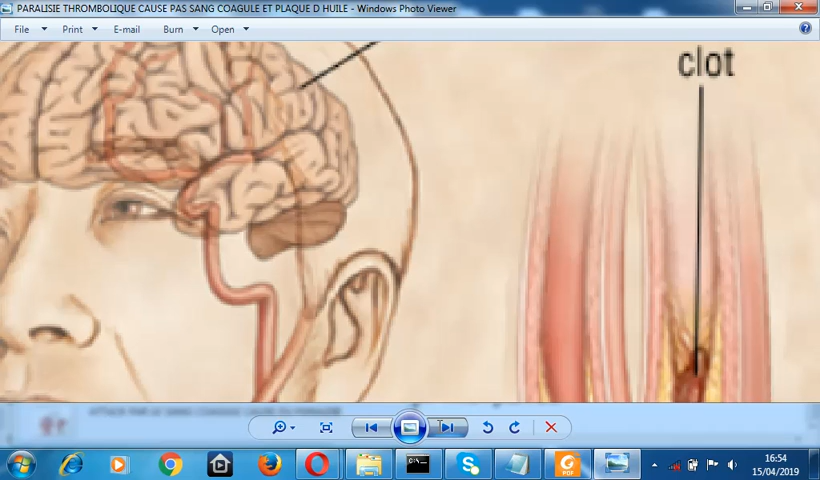 PARALISIE THROMBOLIQUE CAUSE PAS SANG COAGULE ET PLAQUE D HUILE - Windows Photo Viewer
File Print E-mail Burn Open
clot
PDF
16:54
15/04/2019